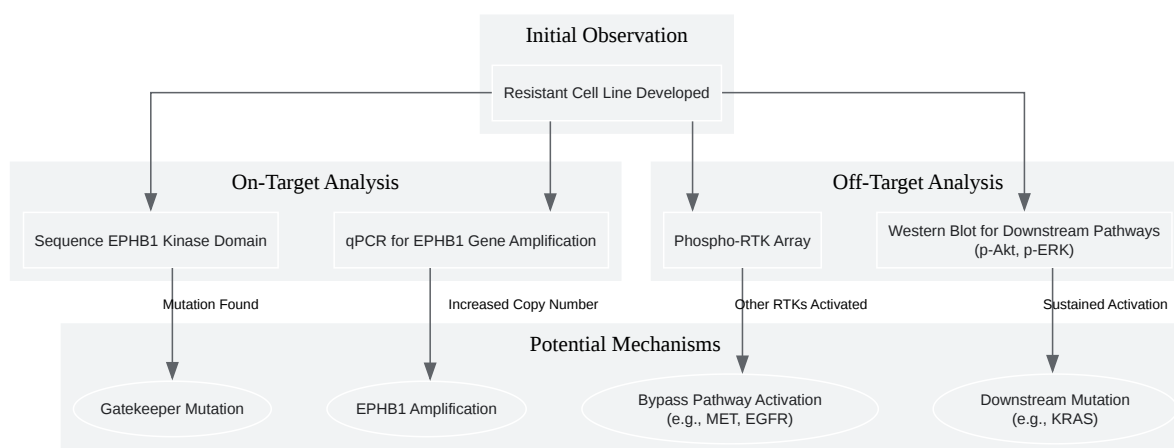 Initial Observation
Resistant Cell Line Developed
On-Target Analysis
Off-Target Analysis
Sequence EPHB1 Kinase Domain
qPCR for EPHB1 Gene Amplification
Phospho-RTK Array
Western Blot for Downstream Pathways
(p-Akt, p-ERK)
Mutation Found
Increased Copy Number
Other RTKs Activated
Sustained Activation
Potential Mechanisms
Gatekeeper Mutation
EPHB1 Amplification
Bypass Pathway Activation
(e.g., MET, EGFR)
Downstream Mutation
(e.g., KRAS)